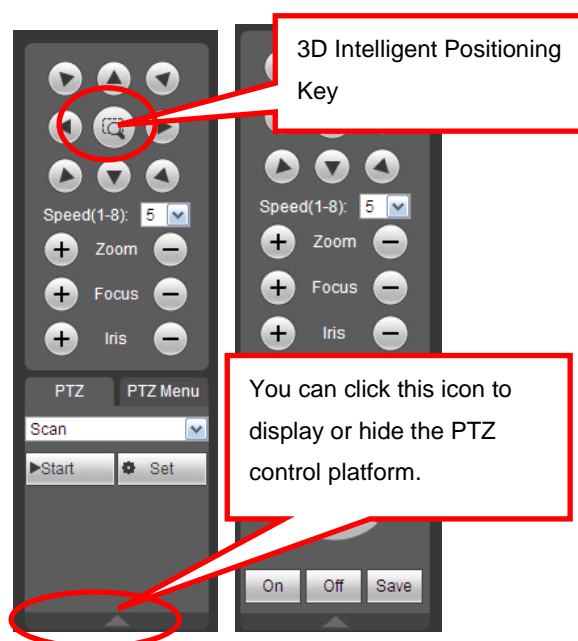 3D Intelligent Positioning
Key
Speed(1-8): 5
Zoom
Focus
Iris
PTZ PTZ Menu
Scan
Start Set
Speed(1-8): 5
Zoom
Focus
Iris
You can click this icon to
display or hide the PTZ
control platform.
On Off Save